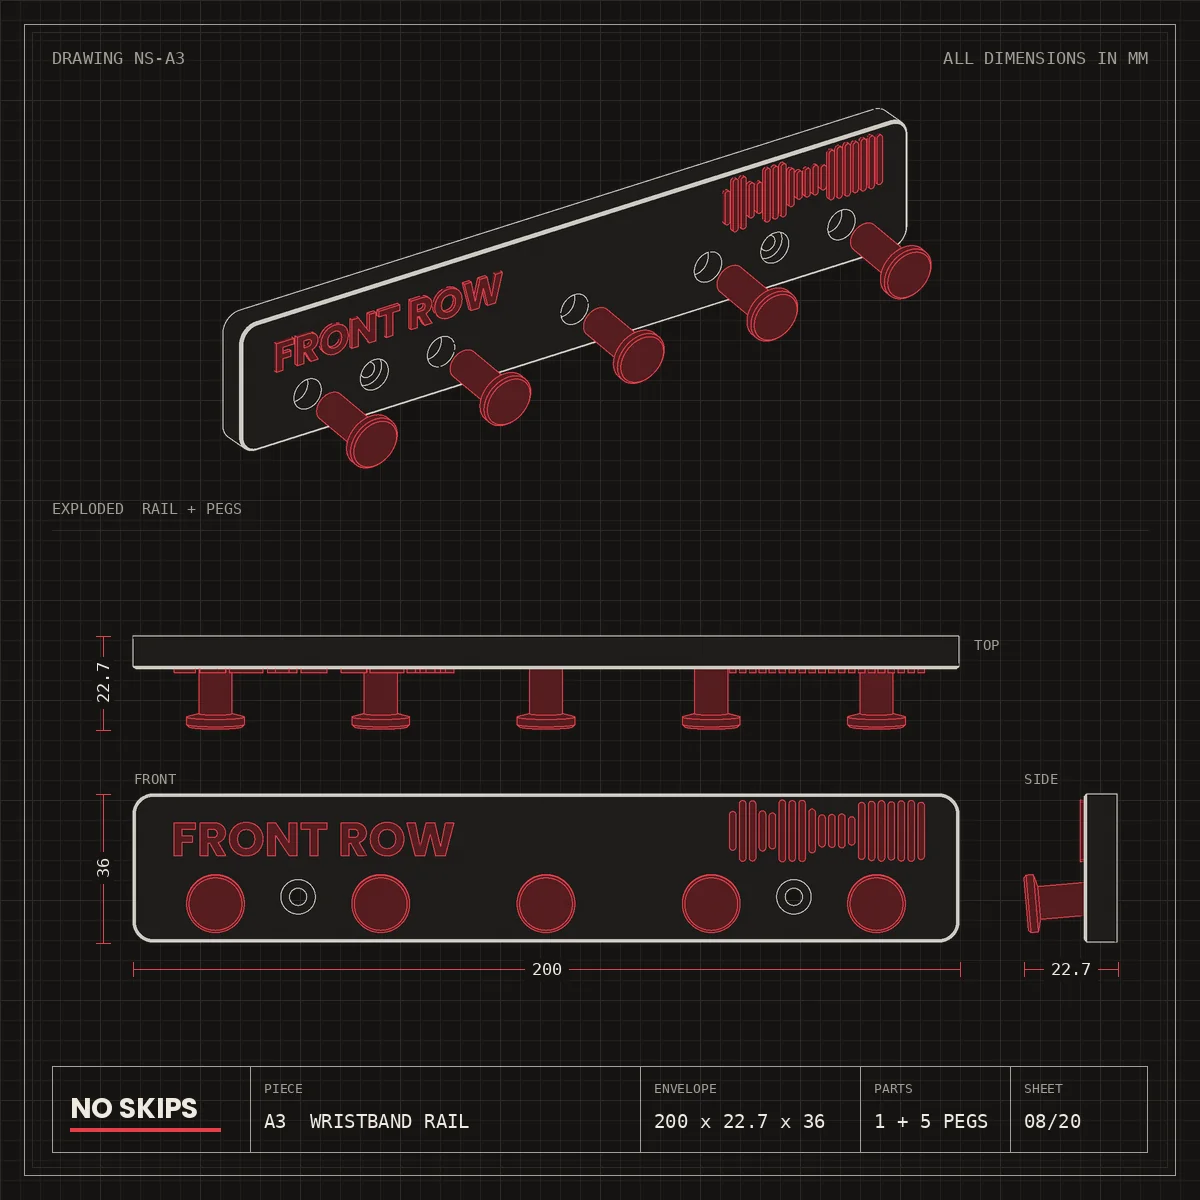 DRAWING NS-A3
ALL DIMENSIONS IN MM
FRONT ROW
EXPLODED RAIL + PEGS
TOP
22.7
FRONT
SIDE
FRONT ROW
36
200
22.7
NO SKIPS
PIECE
A3 WRISTBAND RAIL
ENVELOPE
200 x 22.7 x 36
PARTS
1 + 5 PEGS
SHEET
08/20